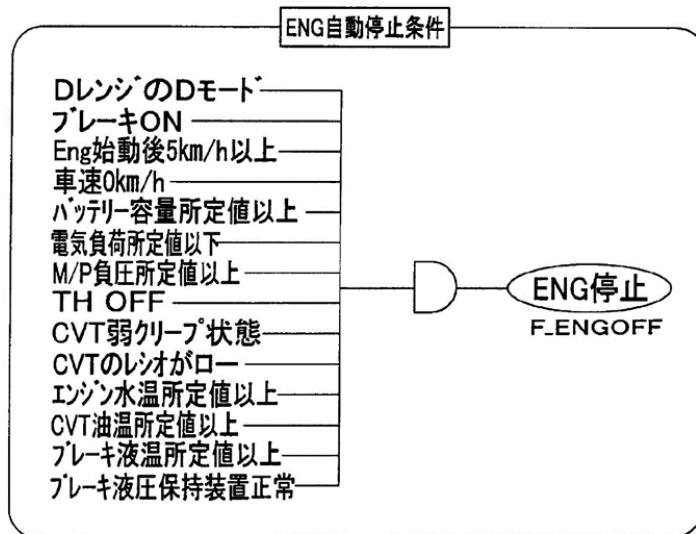 ENG自動停止条件
DレンジのDモード
ブレーキON
Eng始動後5km/h以上
車速0km/h
バッテリー容量所定値以上
電気負荷所定値以下
M/P負圧所定値以上
TH OFF
CVT弱クリープ状態
CVTのレシオがロー
エンジン水温所定値以上
CVT油温所定値以上
ブレーキ液温所定値以上
ブレーキ液圧保持装置正常
ENG停止
F_ENGOFF